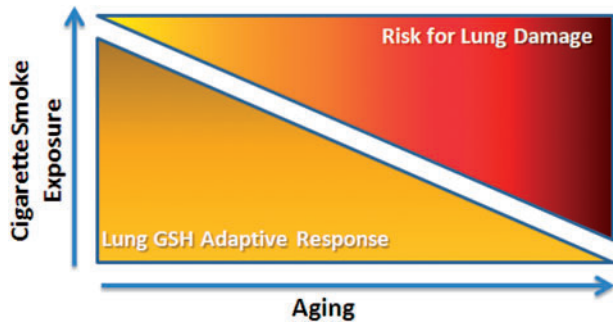 Risk for Lung Damage
Cigarette Smoke
Exposure
Lung GSH Adaptive Response
Aging